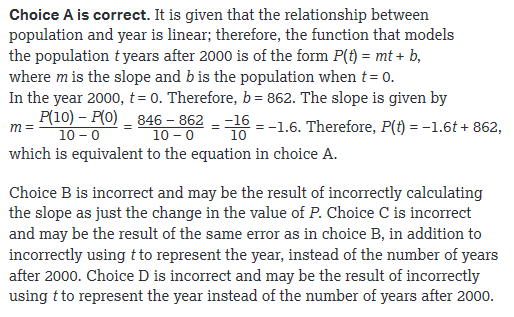 Choice A is correct. It is given that the relationship between
population and year is linear; therefore, the function that models
the population t years after 2000 is of the form P(t) = mt + b,
where m is the slope and b is the population when t = 0.
In the year 2000, t = 0. Therefore, b = 862. The slope is given by
m = P(10) − P(0) / 10 − 0 = 846 − 862 / 10 − 0 = −16 / 10 = −1.6. Therefore, P(t) = −1.6t + 862,
which is equivalent to the equation in choice A.
Choice B is incorrect and may be the result of incorrectly calculating
the slope as just the change in the value of P. Choice C is incorrect
and may be the result of the same error as in choice B, in addition to
incorrectly using t to represent the year, instead of the number of years
after 2000. Choice D is incorrect and may be the result of incorrectly
using t to represent the year instead of the number of years after 2000.